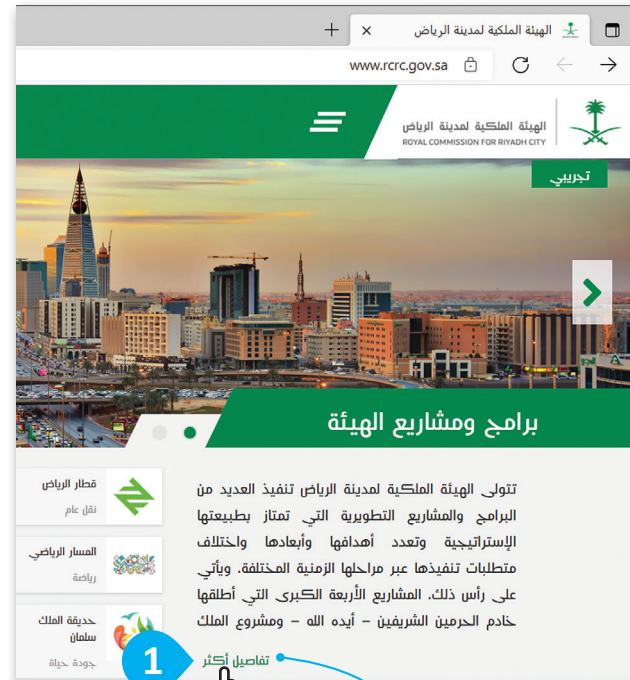 الهيئة الملكية لمدينة الرياض
www.rcrc.gov.sa
الهيئة الملكية لمدينة الرياض
ROYAL COMMISSION FOR RIYADH CITY
تجريبي
برامج ومشاريع الهيئة
تتولى الهيئة الملكية لمدينة الرياض تنفيذ العديد من
البرامج والمشاريع التطويرية التي تمتاز بطبيعتها
الإستراتيجية وتعدد أهدافها وأبعادها واختلاف
متطلبات تنفيذها عبر مراحلها الزمنية المختلفة. ويأتي
على رأس ذلك. المشاريع الأربعة الكبرى التي أطلقها
خادم الحرمين الشريفين – أيده الله – ومشروع الملك
تفاصيل أكثر
1
قطار الرياض
نقل عام
المسار الرياضي
رياضة
حديقة الملك
سلمان
جودة حياة